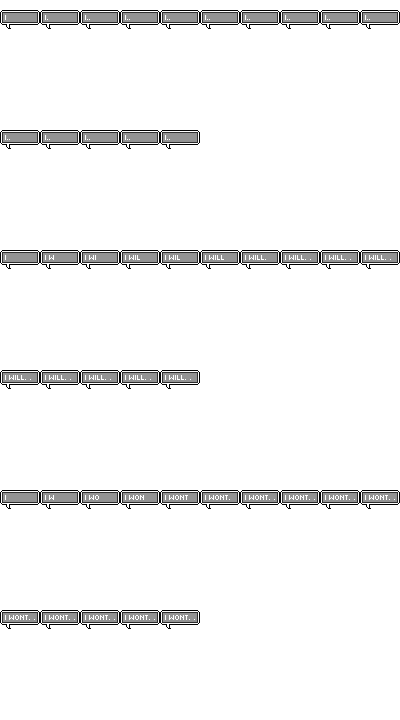 I I. I.. I.. I.. I.. I.. I.. I.. I..
I.. I.. I.. I.. I..
I I W I WI I WIL I WIL I WILL I WILL. I WILL. . I WILL. . I WILL. .
I WILL. . I WILL. . I WILL. . I WILL. . I WILL. .
I I W I WO I WON I WONT I WONT. I WONT. . I WONT. . I WONT. . I WONT. .
I WONT. . I WONT. . I WONT. . I WONT. . I WONT. .